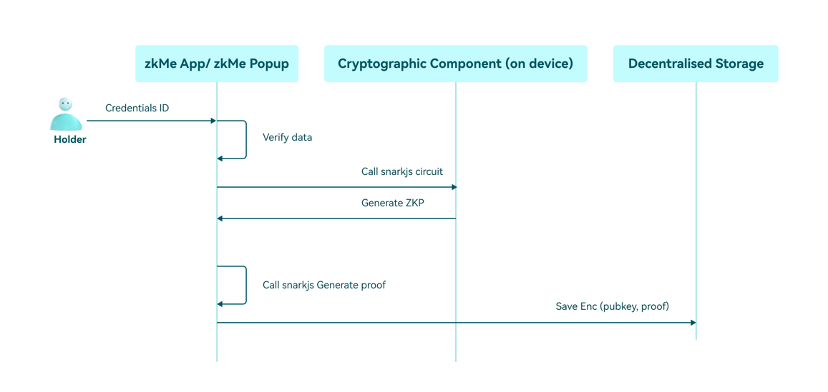 zkMe App/ zkMe Popup
Cryptographic Component (on device)
Decentralised Storage
Credentials ID
Holder
Verify data
Call snarkjs circuit
Generate ZKP
Call snarkjs Generate proof
Save Enc (pubkey, proof)